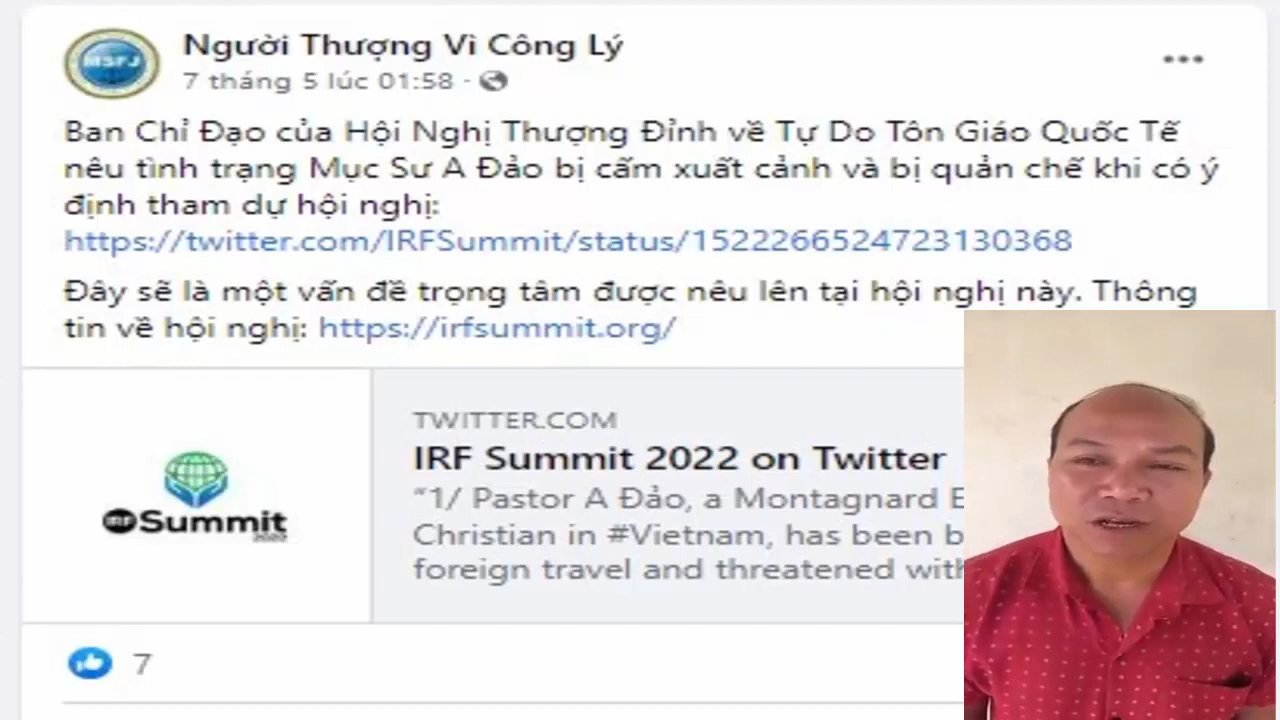 MSFJ
Người Thượng Vì Công Lý
7 tháng 5 lúc 01:58 ·
Ban Chỉ Đạo của Hội Nghị Thượng Đỉnh về Tự Do Tôn Giáo Quốc Tế
nêu tình trạng Mục Sư A Đảo bị cấm xuất cảnh và bị quản chế khi có ý
định tham dự hội nghị:
https://twitter.com/IRFSummit/status/1522266524723130368
Đây sẽ là một vấn đề trọng tâm được nêu lên tại hội nghị này. Thông
tin về hội nghị: https://irfsummit.org/
IRF Summit
2022
TWITTER.COM
IRF Summit 2022 on Twitter
“1/ Pastor A Đảo, a Montagnard E
Christian in #Vietnam, has been b
foreign travel and threatened with
7